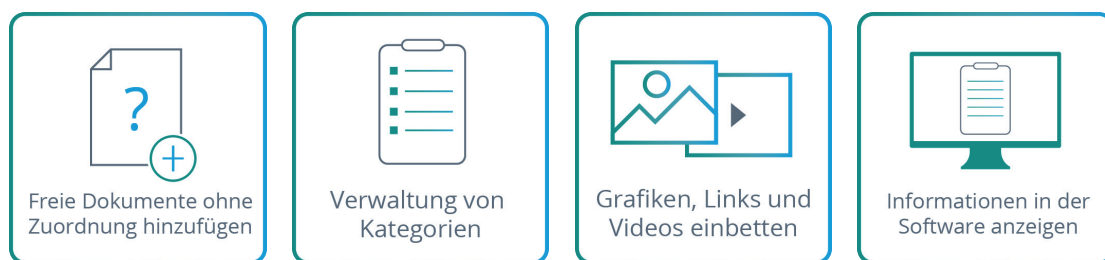 ?
Freie Dokumente ohne
Zuordnung hinzufügen
Verwaltung von
Kategorien
Grafiken, Links und
Videos einbetten
Informationen in der
Software anzeigen